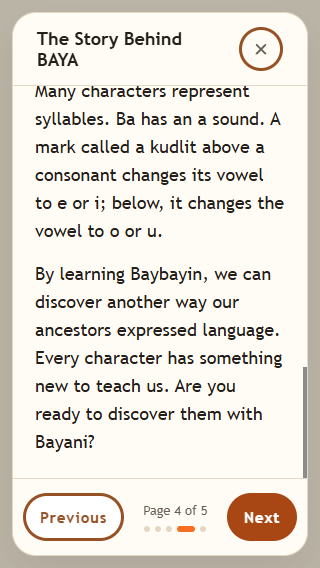 The Story Behind
BAYA
Many characters represent
syllables. Ba has an a sound. A
mark called a kudlit above a
consonant changes its vowel
to e or i; below, it changes the
vowel to o or u.
By learning Baybayin, we can
discover another way our
ancestors expressed language.
Every character has something
new to teach us. Are you
ready to discover them with
Bayani?
Previous
Page 4 of 5
Next